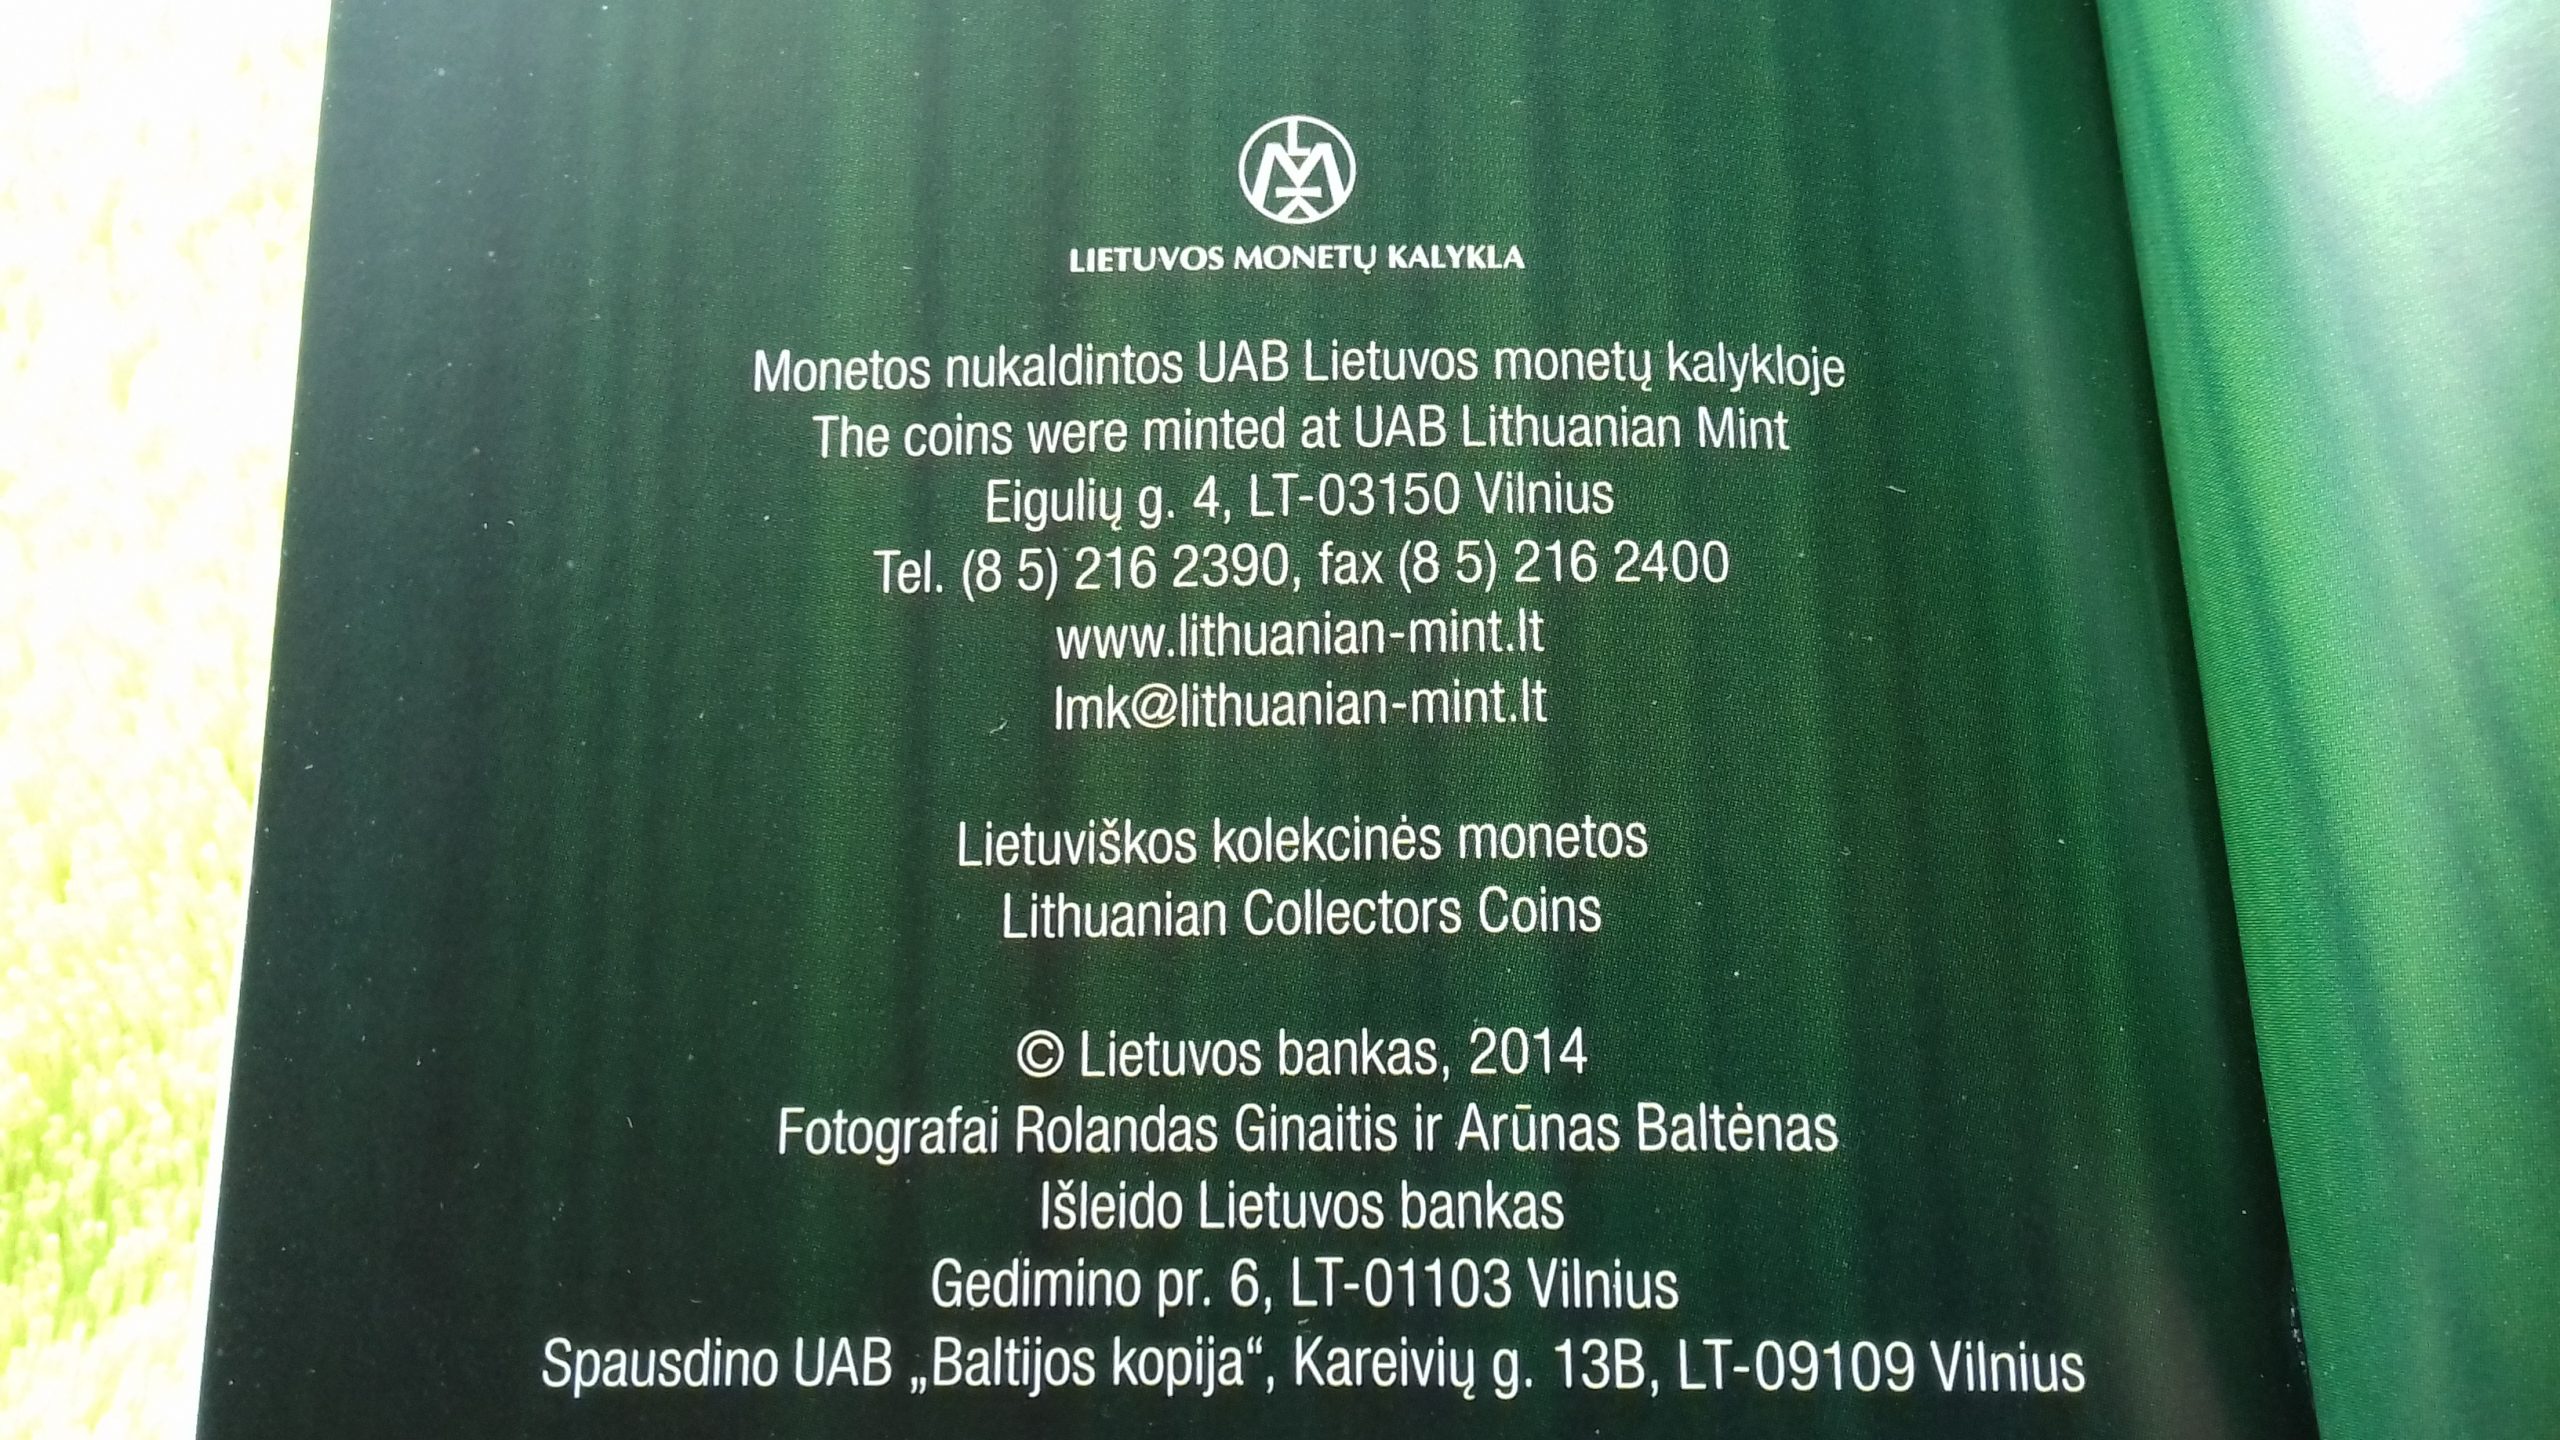 LMK
LIETUVOS MONETŲ KALYKLA
Monetos nukaldintos UAB Lietuvos monetų kalykloje
The coins were minted at UAB Lithuanian Mint
Eigulių g. 4, LT-03150 Vilnius
Tel. (8 5) 216 2390, fax (8 5) 216 2400
www.lithuanian-mint.lt
lmk@lithuanian-mint.lt
Lietuviškos kolekcinės monetos
Lithuanian Collectors Coins
© Lietuvos bankas, 2014
Fotografai Rolandas Ginaitis ir Arūnas Baltėnas
Išleido Lietuvos bankas
Gedimino pr. 6, LT-01103 Vilnius
Spausdino UAB „Baltijos kopija“, Kareivių g. 13B, LT-09109 Vilnius